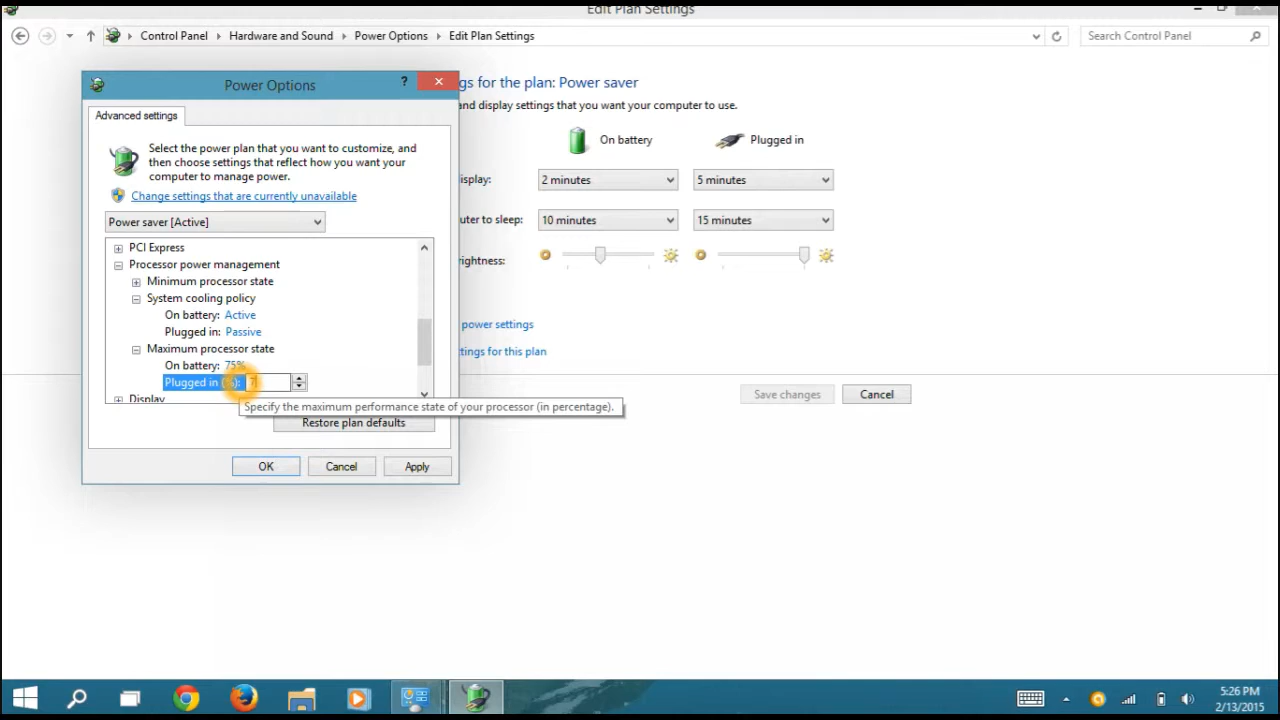 Edit Plan Settings
Control Panel Hardware and Sound Power Options Edit Plan Settings
Search Control Panel
Power Options
?
Advanced settings
Select the power plan that you want to customize, and
then choose settings that reflect how you want your
computer to manage power.
Change settings that are currently unavailable
Power saver [Active]
PCI Express
Processor power management
Minimum processor state
System cooling policy
On battery: Active
Plugged in: Passive
Maximum processor state
On battery: 75%
Plugged in (%): 7
Display
Specify the maximum performance state of your processor (in percentage).
Restore plan defaults
OK Cancel Apply
gs for the plan: Power saver
and display settings that you want your computer to use.
On battery Plugged in
display: 2 minutes 5 minutes
uter to sleep: 10 minutes 15 minutes
rightness:
power settings
ttings for this plan
Save changes Cancel
5:26 PM
2/13/2015